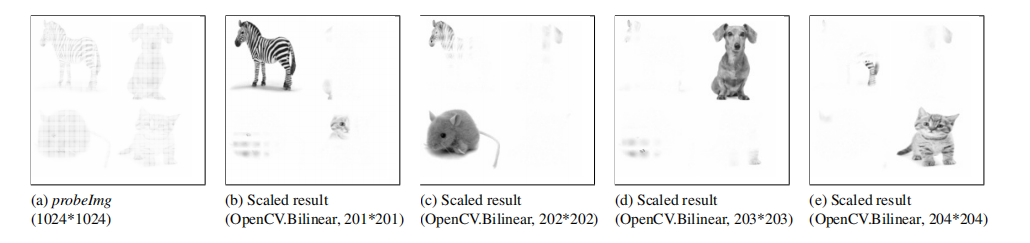 (a) probeImg
(1024*1024)
(b) Scaled result
(OpenCV.Bilinear, 201*201)
(c) Scaled result
(OpenCV.Bilinear, 202*202)
(d) Scaled result
(OpenCV.Bilinear, 203*203)
(e) Scaled result
(OpenCV.Bilinear, 204*204)